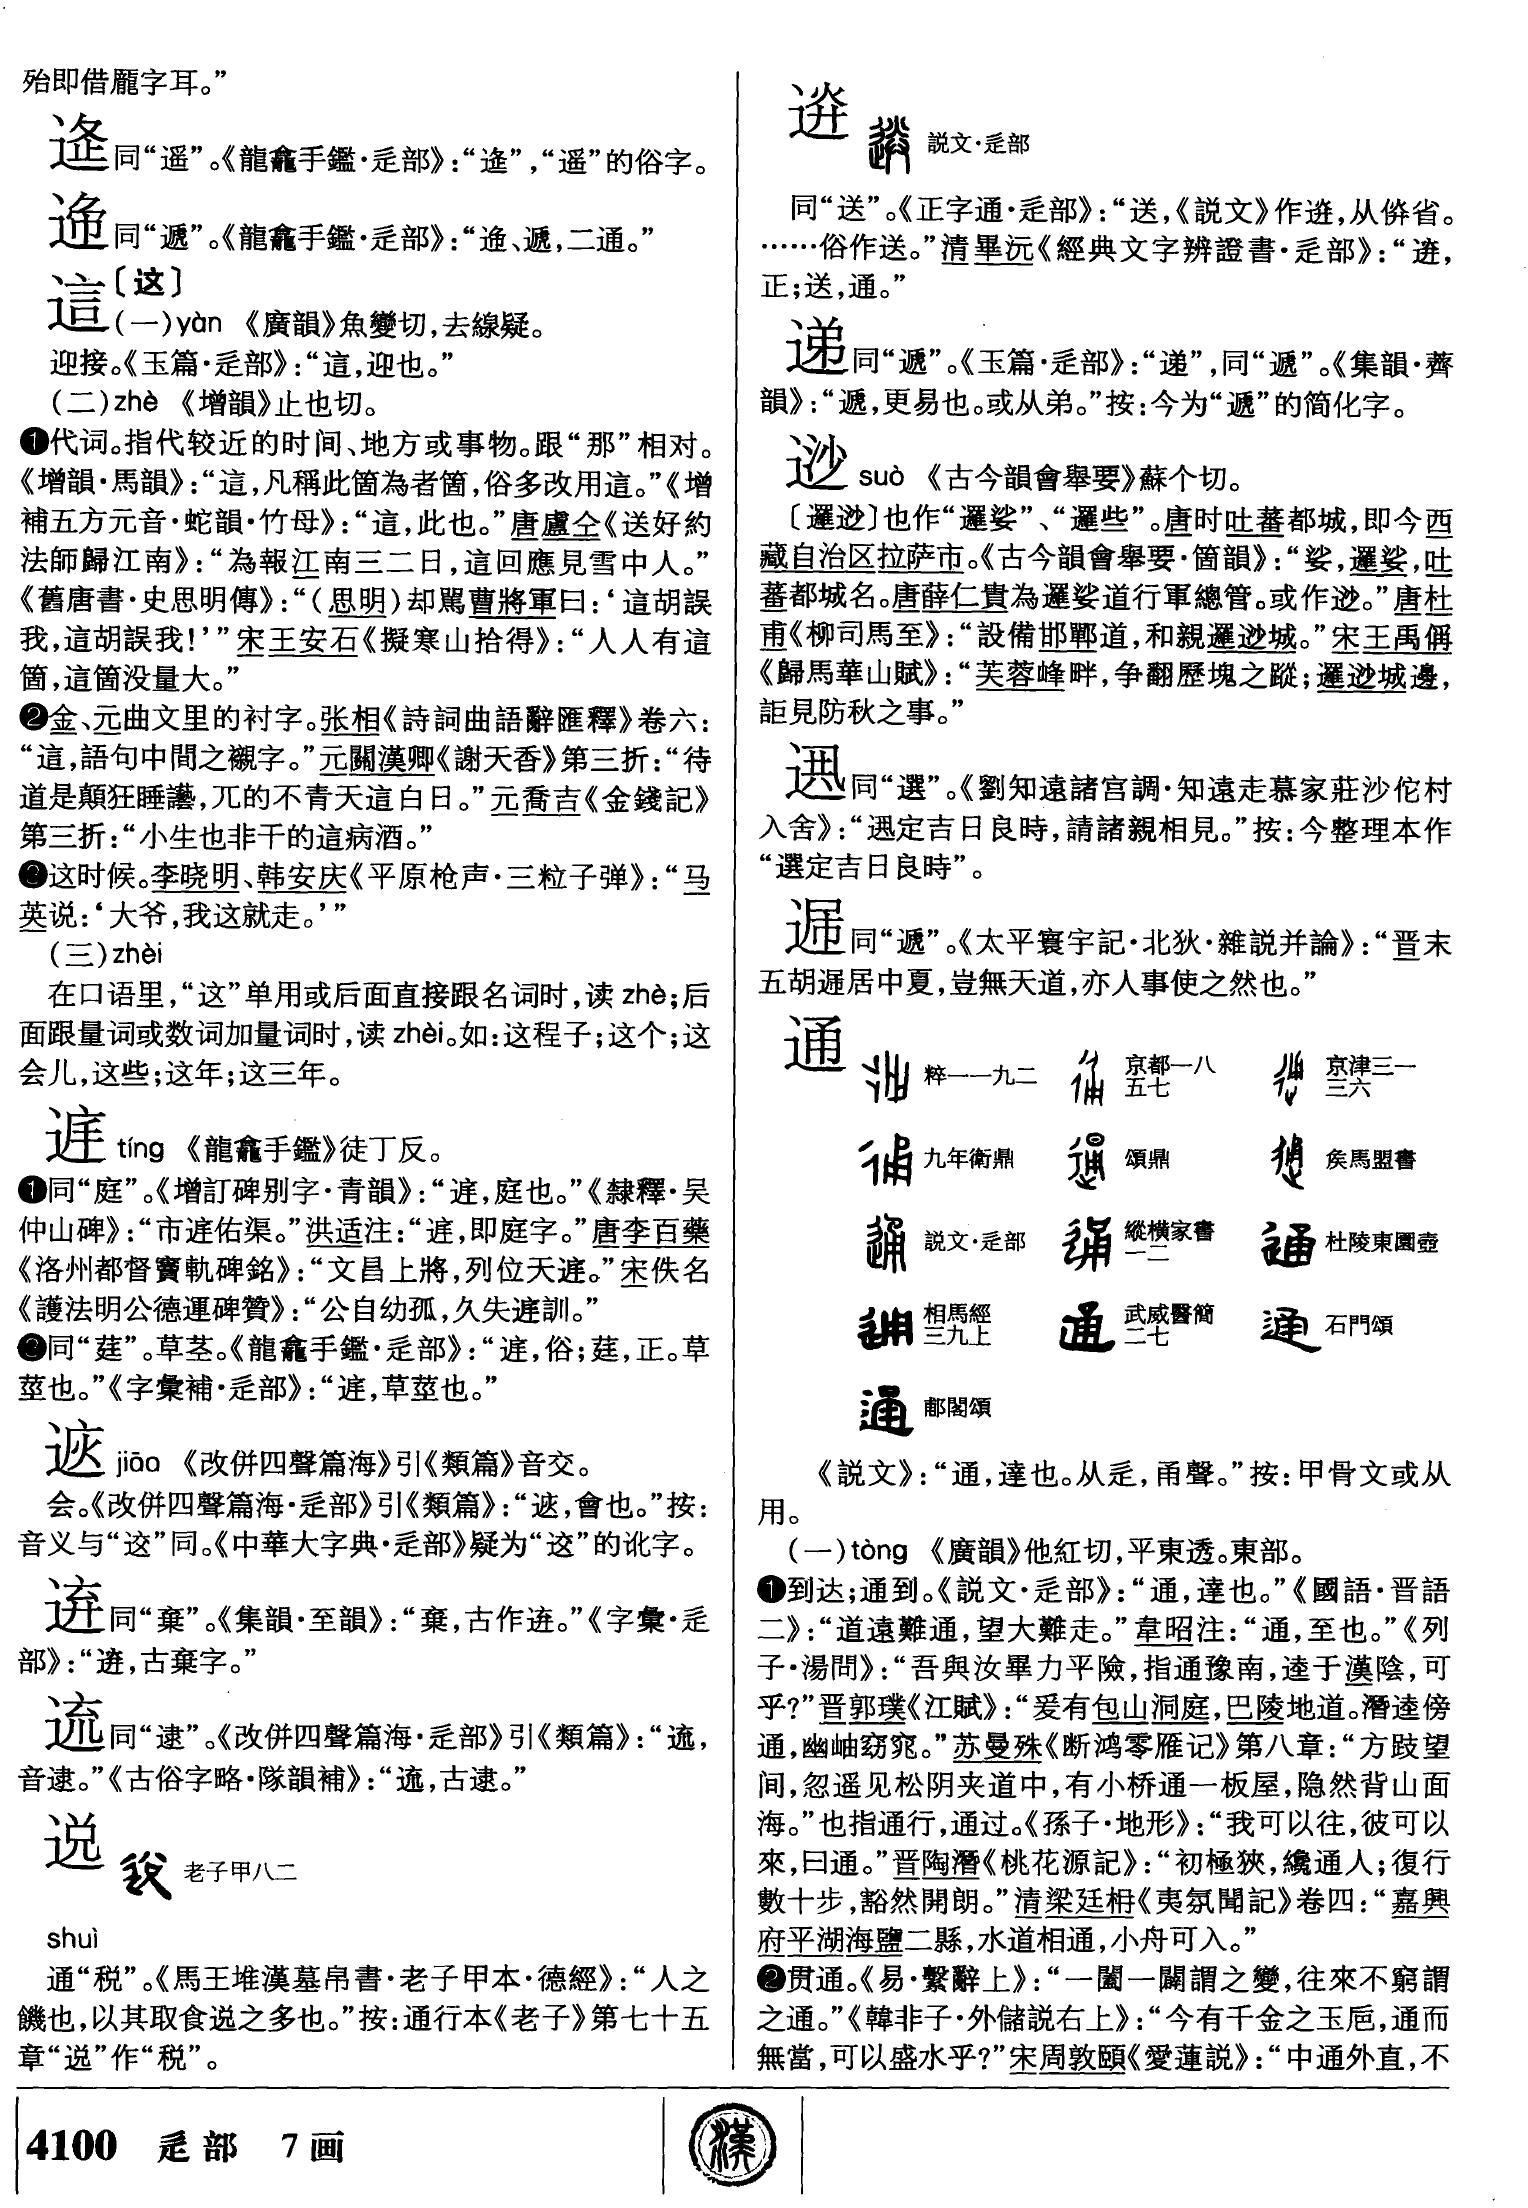 殆即借龎字耳。”
同“遥”。《龍龕手鑑·辵部》：“”，“遥”的俗字。
同“遞”。《龍龕手鑑·辵部》：“、遞，二通。”
這〔这〕
(一)yàn 《廣韻》魚變切，去線疑。
迎接。《玉篇·辵部》：“這，迎也。”
(二)zhè 《增韻》止也切。
❶代词。指代较近的时间、地方或事物。跟“那”相对。
《增韻·馬韻》：“這，凡稱此箇為者箇，俗多改用這。”《增
補五方元音·蛇韻·竹母》：“這，此也。”唐盧仝《送好約
法師歸江南》：“為報江南三二日，這回應見雪中人。”
《舊唐書·史思明傳》：“(思明)却駡曹將軍曰：‘這胡誤
我，這胡誤我！’”宋王安石《擬寒山拾得》：“人人有這
箇，這箇没量大。”
❷金、元曲文里的衬字。张相《詩詞曲語辭匯釋》卷六：
“這，語句中間之襯字。”元關漢卿《謝天香》第三折：“待
道是顛狂睡讛，兀的不青天這白日。”元喬吉《金錢記》
第三折：“小生也非干的這病酒。”
❸这时候。李晓明、韩安庆《平原枪声·三粒子弹》：“马
英说：‘大爷，我这就走。’”
(三)zhèi
在口语里，“这”单用或后面直接跟名词时，读 zhè；后
面跟量词或数词加量词时，读 zhèi。如：这程子；这个；这
会儿，这些；这年；这三年。
tíng 《龍龕手鑑》徒丁反。
❶同“庭”。《增訂碑别字·青韻》：“，庭也。”《隸釋·吴
仲山碑》：“市佑渠。”洪适注：“，即庭字。”唐李百藥
《洛州都督竇軌碑銘》：“文昌上將，列位天。”宋佚名
《護法明公德運碑贊》：“公自幼孤，久失訓。”
❷同“莛”。草茎。《龍龕手鑑·辵部》：“，俗；莛，正。草
莖也。”《字彙補·辵部》：“，草莖也。”
jiāo 《改併四聲篇海》引《類篇》音交。
会。《改併四聲篇海·辵部》引《類篇》：“，會也。”按：
音义与“䢒”同。《中華大字典·辵部》疑为“䢒”的讹字。
同“棄”。《集韻·至韻》：“棄，古作。”《字彙·辵
部》：“，古棄字。”
同“逮”。《改併四聲篇海·辵部》引《類篇》：“，
音逮。”《古俗字略·隊韻補》：“，古逮。”
老子甲八二
shuì
通“税”。《馬王堆漢墓帛書·老子甲本·德經》：“人之
饑也，以其取食之多也。”按：通行本《老子》第七十五
章“”作“税”。
説文·辵部
同“送”。《正字通·辵部》：“送，《説文》作，从倴省。
……俗作送。”清畢沅《經典文字辨證書·辵部》：“，
正；送，通。”
递同“遞”。《玉篇·辵部》：“递”，同“遞”。《集韻·薺
韻》：“遞，更易也。或从弟。”按：今为“遞”的简化字。
逤suò 《古今韻會舉要》蘇个切。
〔邏逤〕也作“邏娑”、“邏些”。唐时吐蕃都城，即今西
藏自治区拉萨市。《古今韻會舉要·箇韻》：“娑，邏娑，吐
蕃都城名。唐薛仁貴為邏娑道行軍總管。或作逤。”唐杜
甫《柳司馬至》：“設備邯鄲道，和親邏逤城。”宋王禹偁
《歸馬華山賦》：“芙蓉峰畔，争翻歷塊之蹤；邏逤城邊，
詎見防秋之事。”
同“選”。《劉知遠諸宫調·知遠走慕家莊沙佗村
入舍》：“定吉日良時，請諸親相見。”按：今整理本作
“選定吉日良時”。
同“遞”。《太平寰宇記·北狄·雜説并論》：“晋末
五胡居中夏，豈無天道，亦人事使之然也。”
通 粹一一九二 京都一八五七 京津三一三六
九年衛鼎 頌鼎 矦馬盟書
説文·辵部 縱横家書一二 杜陵東園壺
相馬經三九上 武威醫簡二七 石門頌
郙閣頌
《説文》：“通，達也。从辵，甬聲。”按：甲骨文或从
用。
(一)tòng 《廣韻》他紅切，平東透。東部。
❶到达；通到。《説文·辵部》：“通，達也。”《國語·晋語
二》：“道遠難通，望大難走。”韋昭注：“通，至也。”《列
子·湯問》：“吾與汝畢力平險，指通豫南，逹于漢陰，可
乎？”晋郭璞《江賦》：“爰有包山洞庭，巴陵地道。潛逵傍
通，幽岫窈窕。”苏曼殊《断鸿零雁记》第八章：“方跂望
间，忽遥见松阴夹道中，有小桥通一板屋，隐然背山面
海。”也指通行，通过。《孫子·地形》：“我可以往，彼可以
來，曰通。”晋陶潛《桃花源記》：“初極狹，纔通人；復行
數十步，豁然開朗。”清梁廷枏《夷氛聞記》卷四：“嘉興
府平湖海鹽二縣，水道相通，小舟可入。”
❷贯通。《易·繫辭上》：“一闔一闢謂之變，往來不窮謂
之通。”《韓非子·外儲説右上》：“今有千金之玉巵，通而
無當，可以盛水乎？”宋周敦頤《愛蓮説》：“中通外直，不
4100 辵部 7画
漢